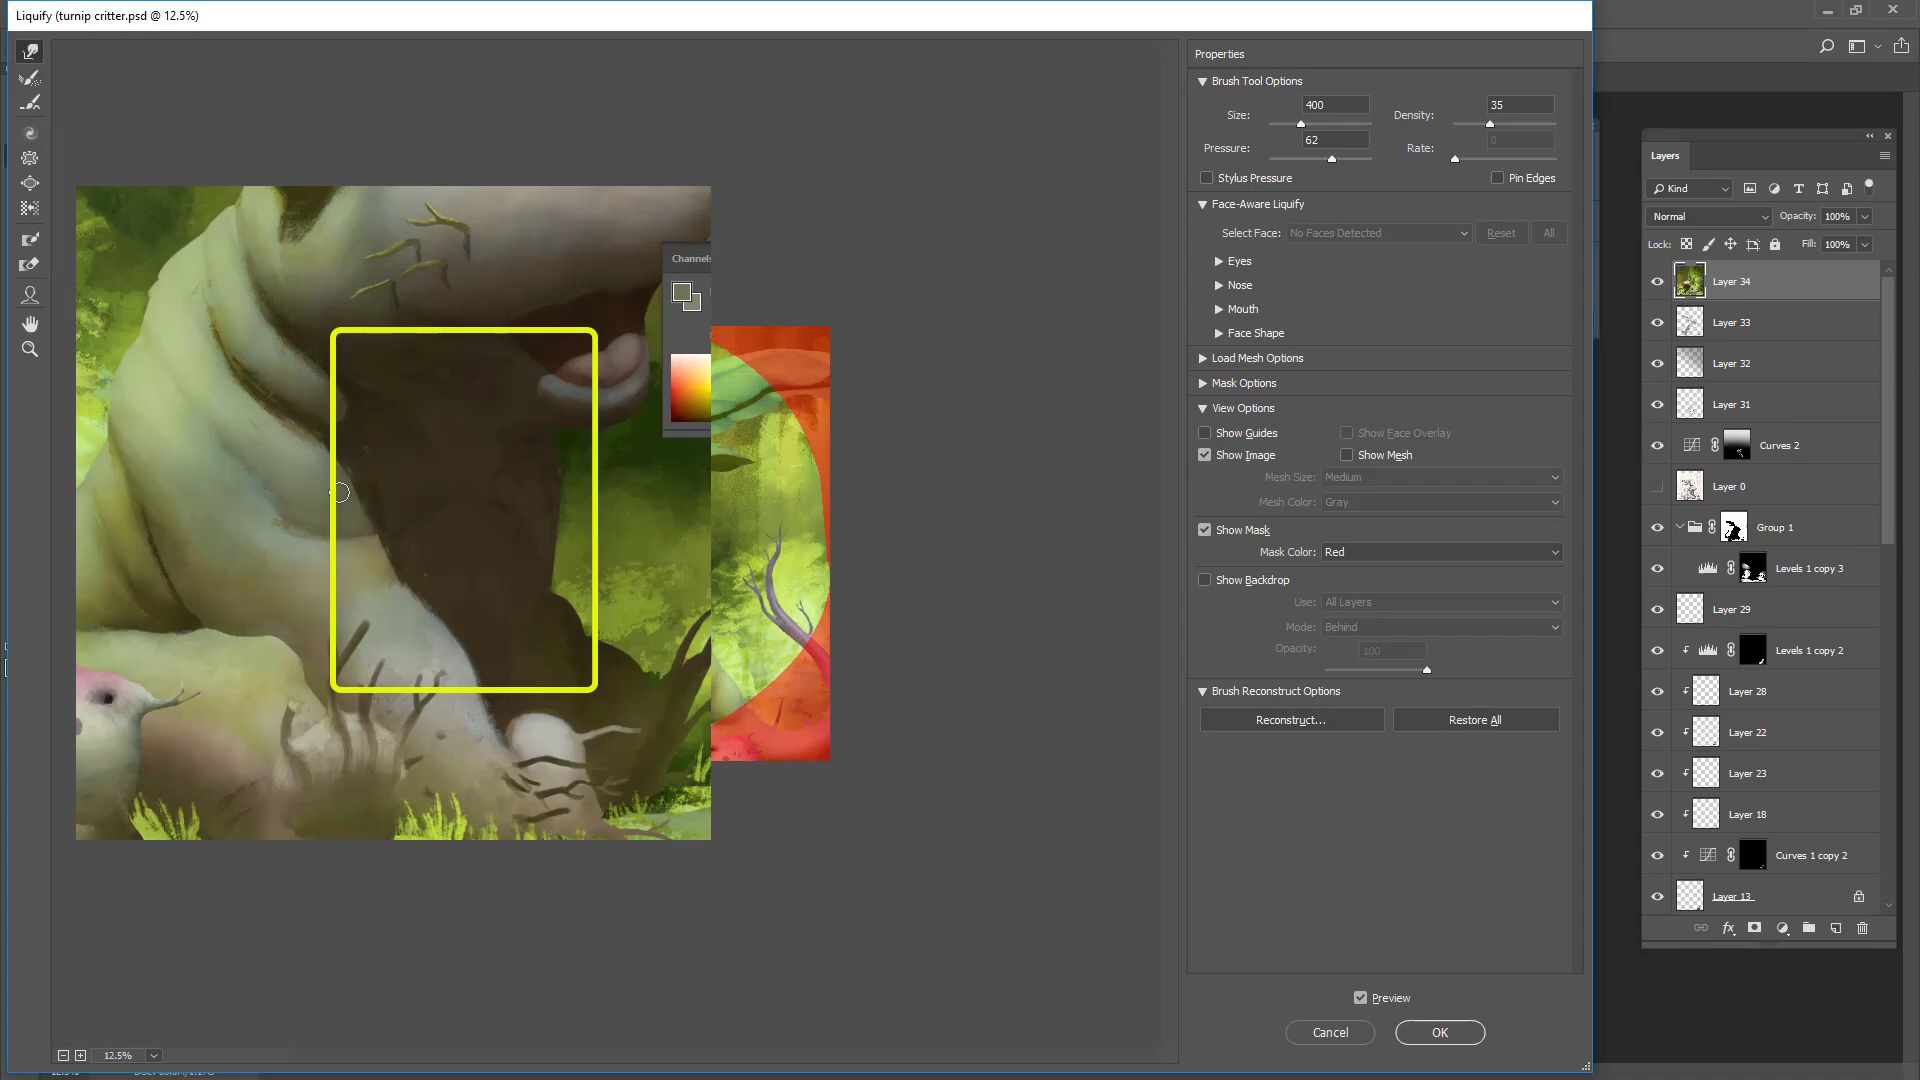 Liquify (turnip critter.psd @ 12.5%)
Properties
Brush Tool Options
Size: 400 Density: 35
Pressure: 62 Rate: 0
Stylus Pressure Pin Edges
Face-Aware Liquify
Select Face: No Faces Detected Reset All
Eyes
Nose
Mouth
Face Shape
Load Mesh Options
Mask Options
View Options
Show Guides Show Face Overlay
Show Image Show Mesh
Mesh Size: Medium
Mesh Color: Gray
Show Mask
Mask Color: Red
Show Backdrop
Use: All Layers
Mode: Behind
Opacity: 100
Brush Reconstruct Options
Reconstruct... Restore All
Preview
Cancel OK
12.5%
Channels
Layers
Kind
Normal Opacity: 100%
Lock: Fill: 100%
Layer 34
Layer 33
Layer 32
Layer 31
Curves 2
Layer 0
Group 1
Levels 1 copy 3
Layer 29
Levels 1 copy 2
Layer 28
Layer 22
Layer 23
Layer 18
Curves 1 copy 2
Layer 13